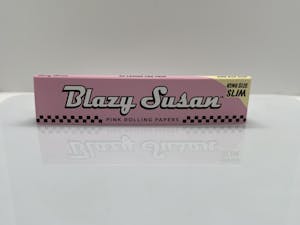 Blazy Susan
KING SIZE
SLIM
PINK ROLLING PAPERS